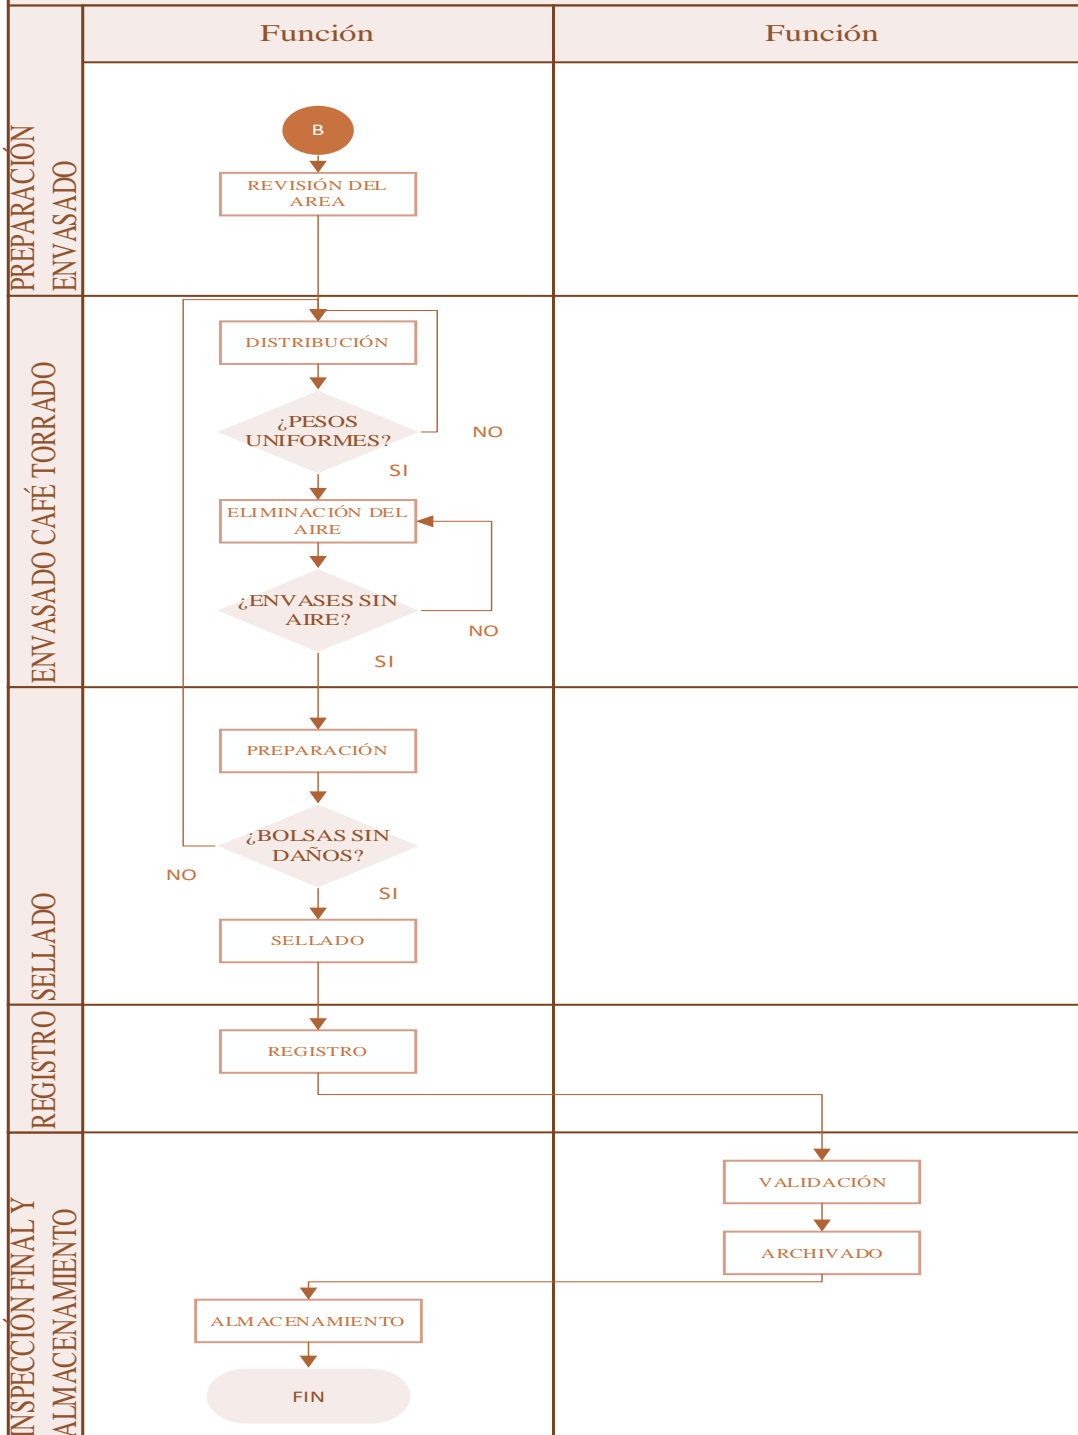 Función
Función
PREPARACIÓN
ENVASADO
B
REVISIÓN DEL
AREA
ENVASADO CAFÉ TORRADO
DISTRIBUCIÓN
¿PESOS
UNIFORMES?
NO
SI
ELIMINACIÓN DEL
AIRE
¿ENVASES SIN
AIRE?
NO
SI
SELLADO
PREPARACIÓN
¿BOLSAS SIN
DAÑOS?
NO
SI
SELLADO
REGISTRO
REGISTRO
INSPECCIÓN FINAL Y
ALMACENAMIENTO
VALIDACIÓN
ARCHIVADO
ALMACENAMIENTO
FIN